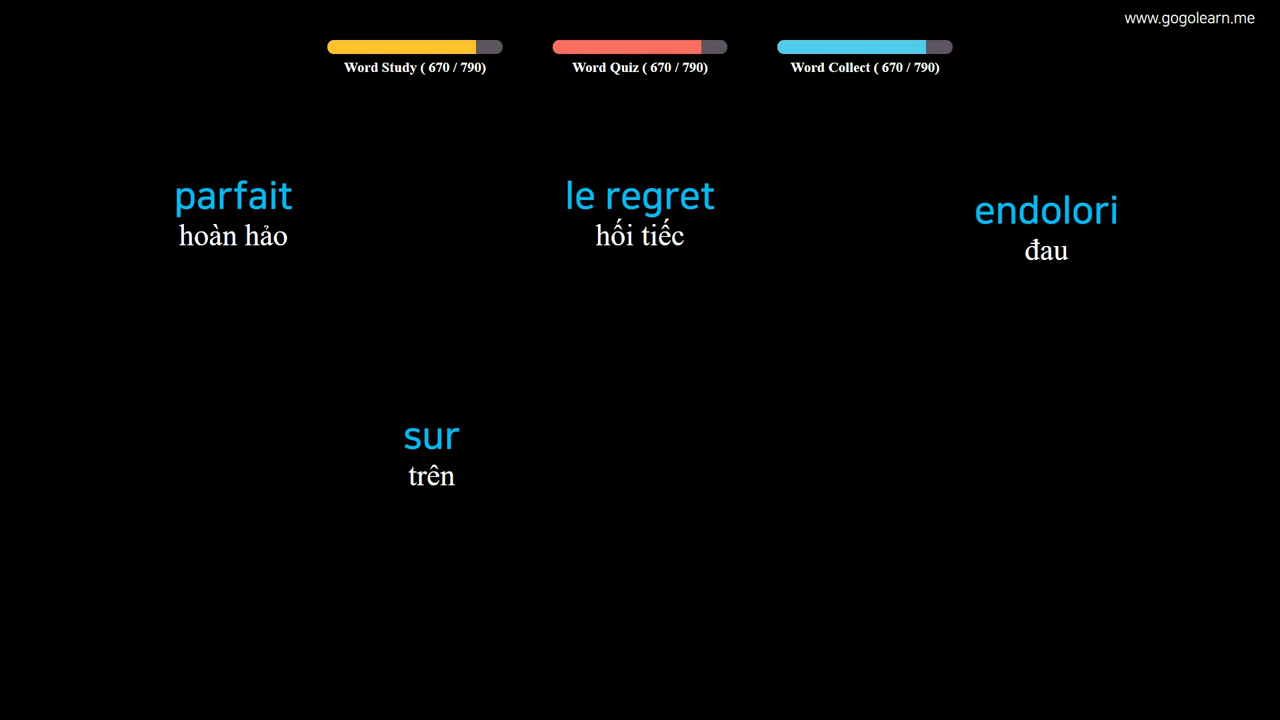 www.gogolearn.me
Word Study ( 670 / 790)
Word Quiz ( 670 / 790)
Word Collect ( 670 / 790)
parfait
hoàn hảo
le regret
hối tiếc
endolori
đau
sur
trên